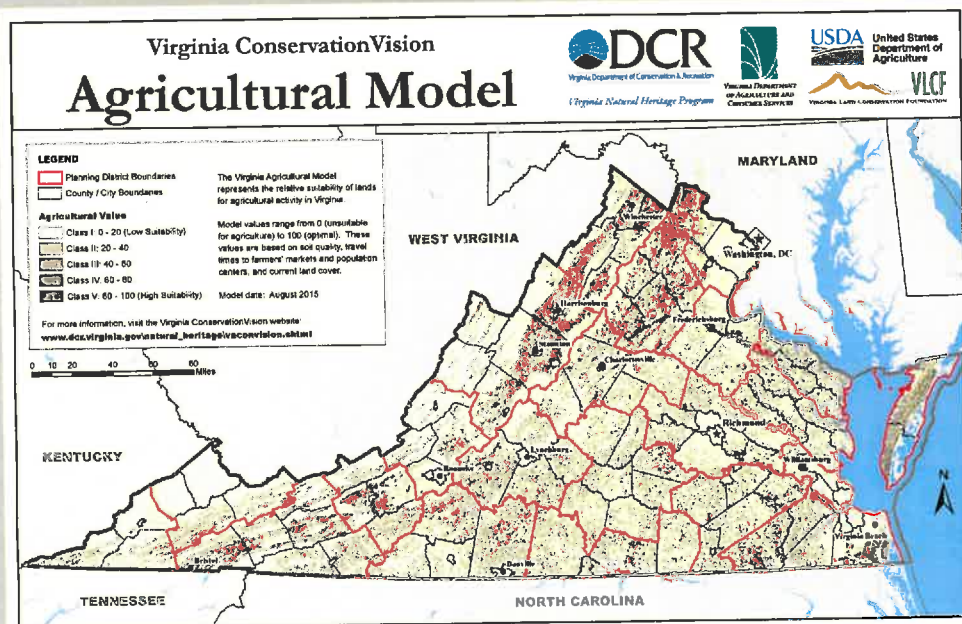 Virginia ConservationVision
Agricultural Model
DCR
Virginia Department of Conservation & Recreation
Virginia Natural Heritage Program
VIRGINIA DEPARTMENT
OF AGRICULTURE AND
CONSUMER SERVICES
USDA
United States
Department of
Agriculture
VLCF
VIRGINIA LAND CONSERVATION FOUNDATION
LEGEND
Planning District Boundaries
County / City Boundaries
Agricultural Value
Class I: 0 - 20 (Low Suitability)
Class II: 20 - 40
Class III: 40 - 60
Class IV: 60 - 80
Class V: 80 - 100 (High Suitability)
The Virginia Agricultural Model
represents the relative suitability of lands
for agricultural activity in Virginia.
Model values range from 0 (unsuitable
for agriculture) to 100 (optimal). These
values are based on soil quality, travel
times to farmers' markets and population
centers, and current land cover.
Model date: August 2015
For more information, visit the Virginia ConservationVision website:
www.dcr.virginia.gov/natural_heritage/vaconvision.shtml
0 10 20 40 60 80
Miles
MARYLAND
WEST VIRGINIA
KENTUCKY
TENNESSEE
NORTH CAROLINA
Winchester
Washington, DC
Harrisonburg
Fredericksburg
Staunton
Charlottesville
Richmond
Lynchburg
Roanoke
Williamsburg
Virginia Beach
Bristol
Danville
N